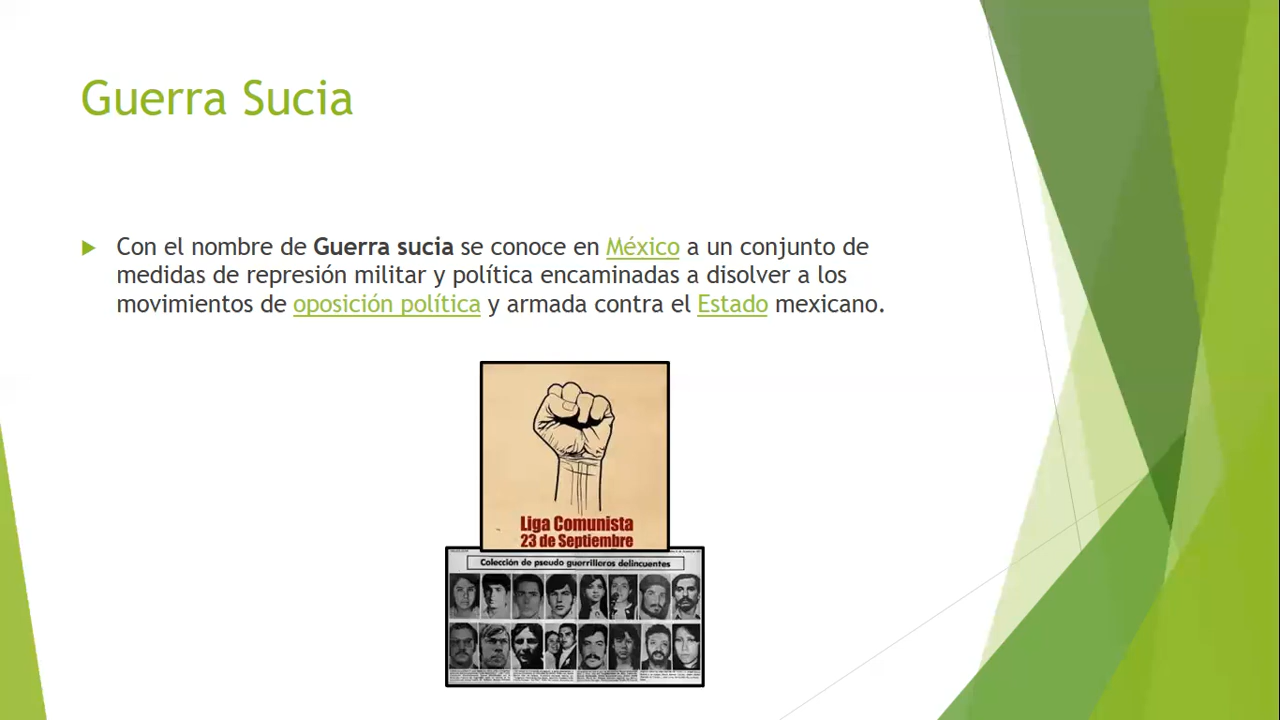 Guerra Sucia
Con el nombre de Guerra sucia se conoce en México a un conjunto de
medidas de represión militar y política encaminadas a disolver a los
movimientos de oposición política y armada contra el Estado mexicano.
Liga Comunista
23 de Septiembre
Colección de pseudo guerrilleros delincuentes